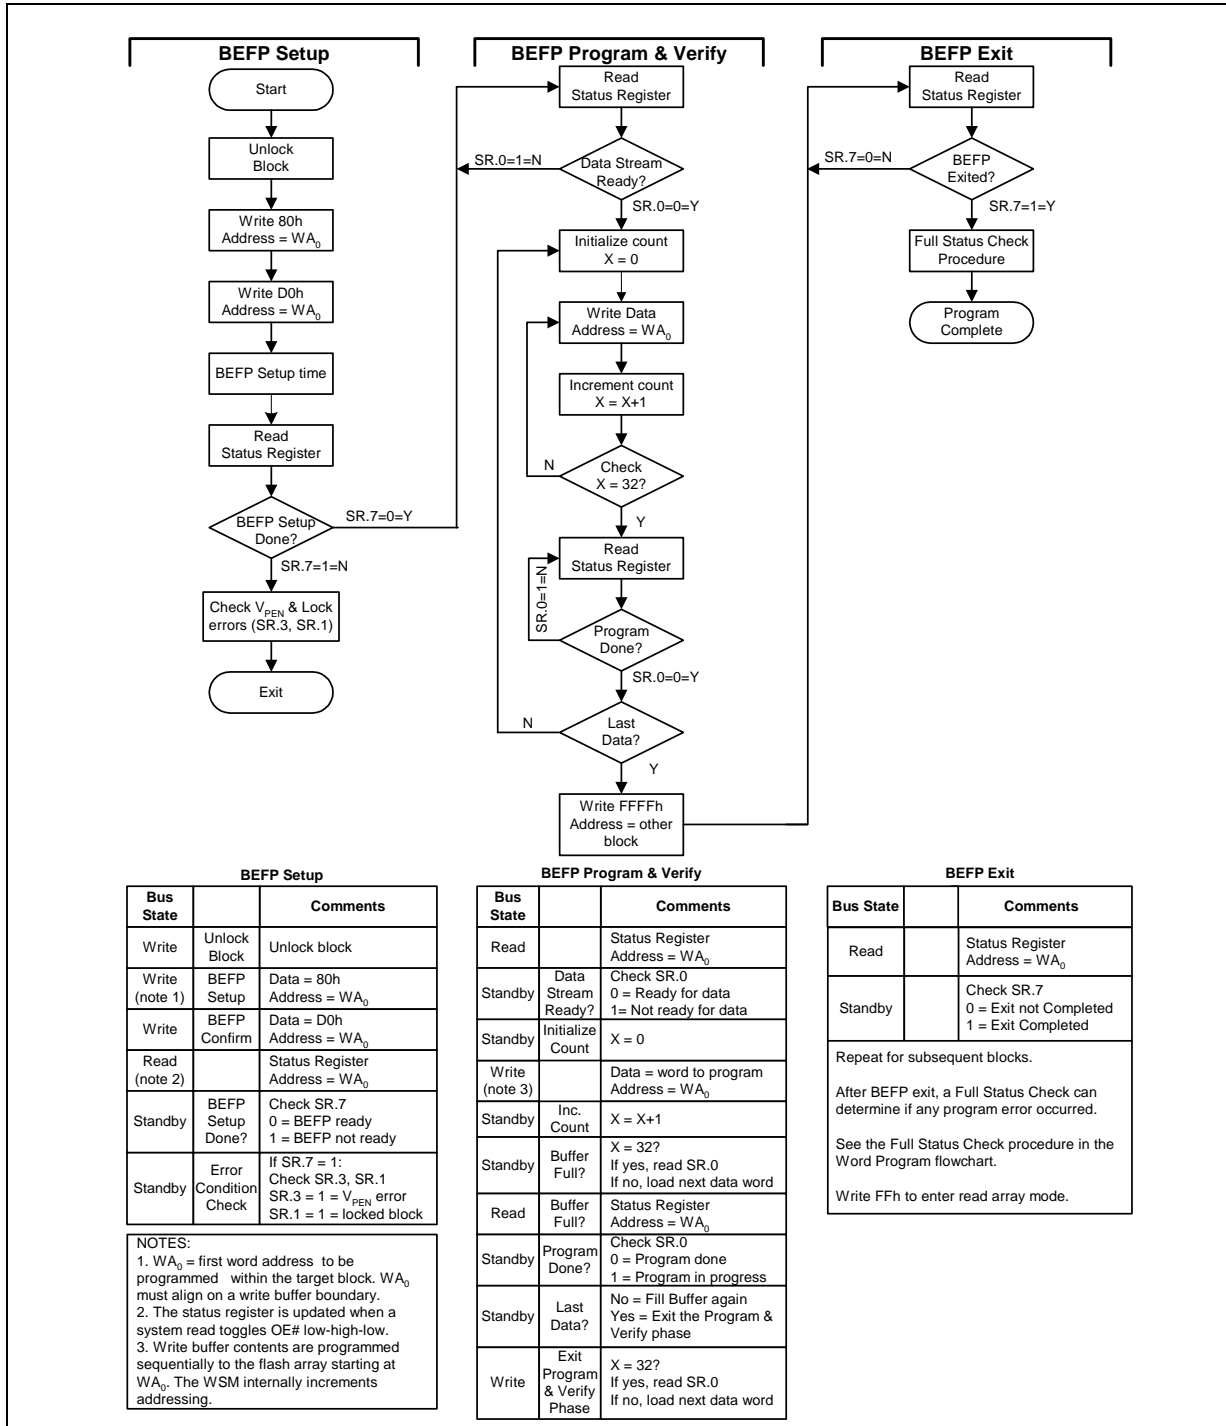 BEFP Setup
Start
Unlock
Block
Write 80h
Address = WA₀
Write D0h
Address = WA₀
BEFP Setup time
Read
Status Register
BEFP Setup
Done?
SR.7=0=Y
SR.7=1=N
Check V_PEN & Lock
errors (SR.3, SR.1)
Exit
BEFP Program & Verify
Read
Status Register
Data Stream
Ready?
SR.0=1=N
SR.0=0=Y
Initialize count
X = 0
Write Data
Address = WA₀
Increment count
X = X+1
Check
X = 32?
N
Y
Read
Status Register
SR.0=1=N
Program
Done?
SR.0=0=Y
Last
Data?
N
Y
Write FFFFh
Address = other
block
BEFP Exit
Read
Status Register
BEFP
Exited?
SR.7=0=N
SR.7=1=Y
Full Status Check
Procedure
Program
Complete
BEFP Setup
Bus State Comments
Write Unlock Block Unlock block
Write (note 1) BEFP Setup Data = 80h
Address = WA₀
Write BEFP Confirm Data = D0h
Address = WA₀
Read (note 2) Status Register
Address = WA₀
Standby BEFP Setup Done? Check SR.7
0 = BEFP ready
1 = BEFP not ready
Standby Error Condition Check If SR.7 = 1:
Check SR.3, SR.1
SR.3 = 1 = V_PEN error
SR.1 = 1 = locked block
NOTES:
1. WA₀ = first word address to be
programmed within the target block. WA₀
must align on a write buffer boundary.
2. The status register is updated when a
system read toggles OE# low-high-low.
3. Write buffer contents are programmed
sequentially to the flash array starting at
WA₀. The WSM internally increments
addressing.
BEFP Program & Verify
Bus State Comments
Read Status Register
Address = WA₀
Standby Data Stream Ready? Check SR.0
0 = Ready for data
1= Not ready for data
Standby Initialize Count X = 0
Write (note 3) Data = word to program
Address = WA₀
Standby Inc. Count X = X+1
Standby Buffer Full? X = 32?
If yes, read SR.0
If no, load next data word
Read Buffer Full? Status Register
Address = WA₀
Standby Program Done? Check SR.0
0 = Program done
1 = Program in progress
Standby Last Data? No = Fill Buffer again
Yes = Exit the Program &
Verify phase
Write Exit Program & Verify Phase X = 32?
If yes, read SR.0
If no, load next data word
BEFP Exit
Bus State Comments
Read Status Register
Address = WA₀
Standby Check SR.7
0 = Exit not Completed
1 = Exit Completed
Repeat for subsequent blocks.
After BEFP exit, a Full Status Check can
determine if any program error occurred.
See the Full Status Check procedure in the
Word Program flowchart.
Write FFh to enter read array mode.